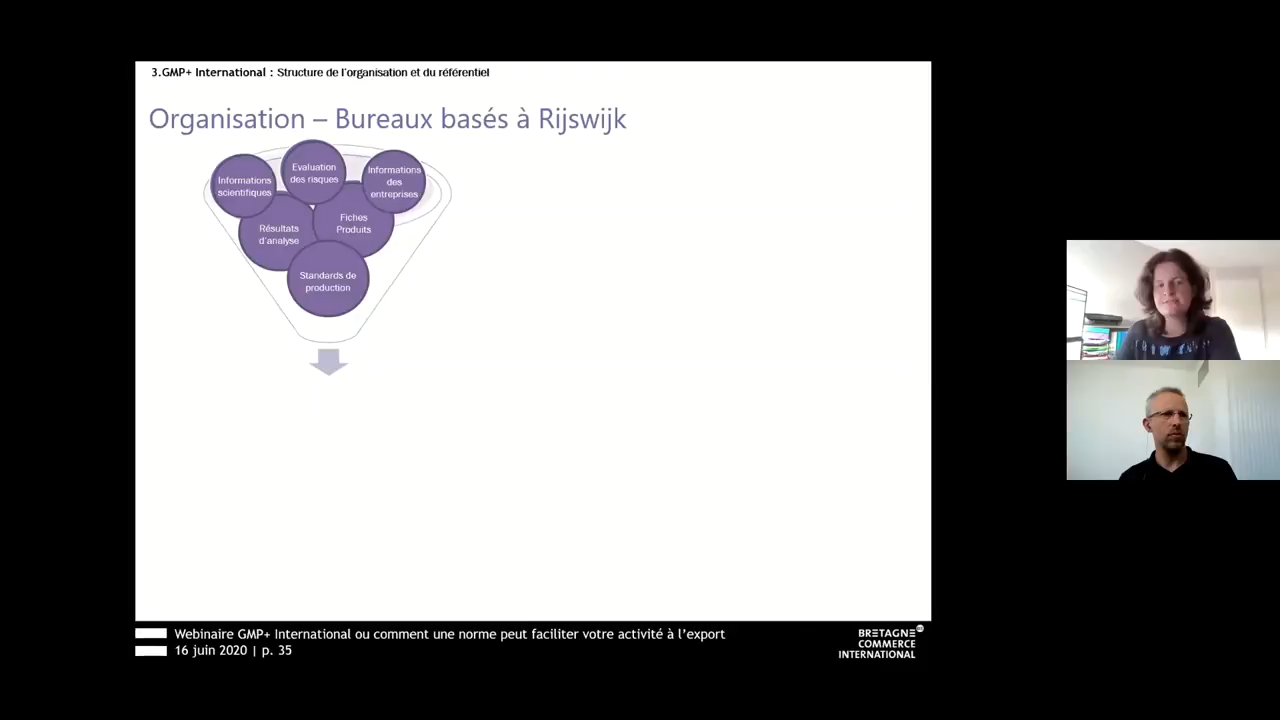 3.GMP+ International : Structure de l'organisation et du référentiel
Organisation – Bureaux basés à Rijswijk
Informations
scientifiques
Evaluation
des risques
Informations
des
entreprises
Résultats
d'analyse
Fiches
Produits
Standards de
production
Webinaire GMP+ International ou comment une norme peut faciliter votre activité à l'export
16 juin 2020 | p. 35
BRETAGNE
COMMERCE
INTERNATIONAL